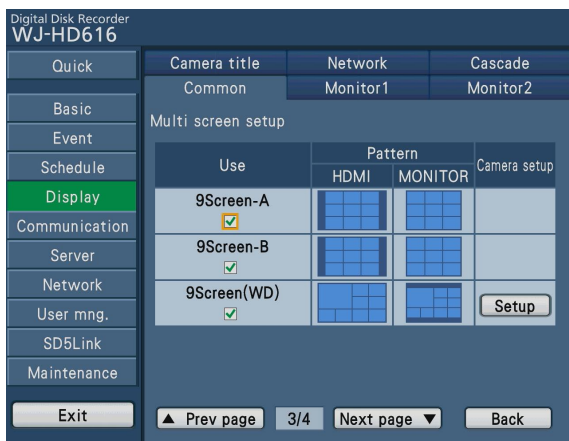 Digital Disk Recorder
WJ-HD616
Quick
Basic
Event
Schedule
Display
Communication
Server
Network
User mng.
SD5Link
Maintenance
Exit
Camera title Network Cascade
Common Monitor1 Monitor2
Multi screen setup
Use Pattern Camera setup
HDMI MONITOR
9Screen-A
9Screen-B
9Screen(WD)
Setup
▲ Prev page 3/4 Next page ▼ Back